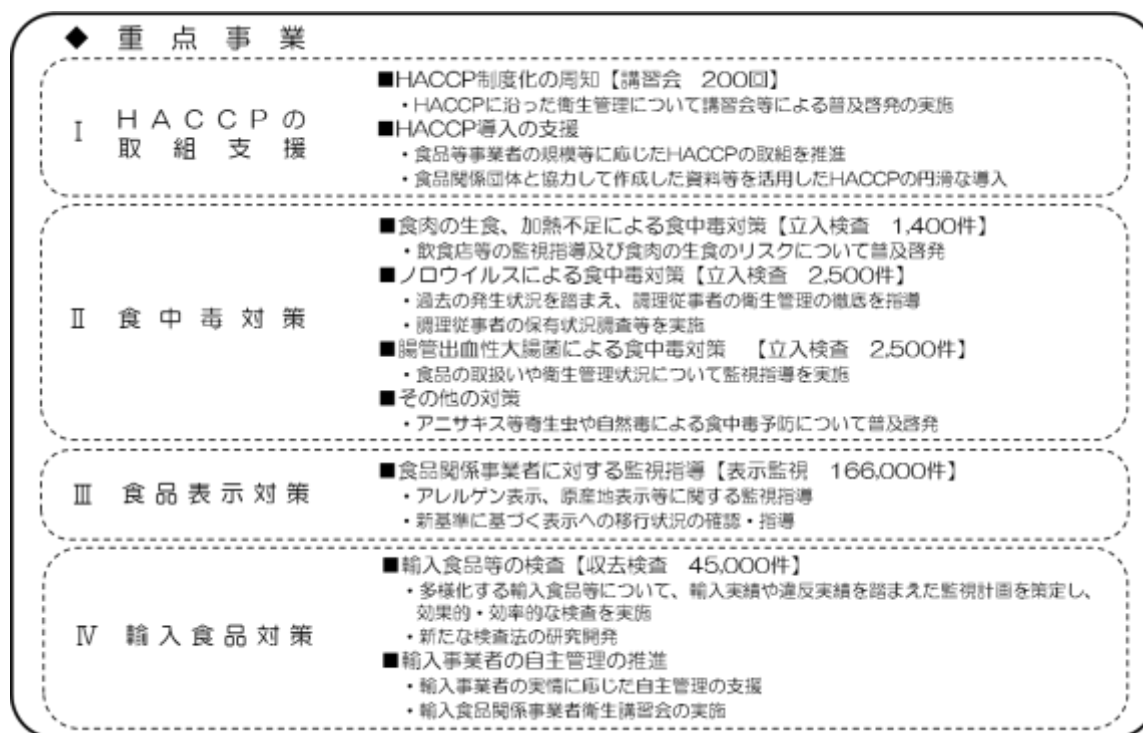 ◆ 重点事業
Ⅰ HACCPの
取組支援
■HACCP制度化の周知【講習会 200回】
・HACCPに沿った衛生管理について講習会等による普及啓発の実施
■HACCP導入の支援
・食品等事業者の規模等に応じたHACCPの取組を推進
・食品関係団体と協力して作成した資料等を活用したHACCPの円滑な導入
Ⅱ 食中毒対策
■食肉の生食、加熱不足による食中毒対策【立入検査 1,400件】
・飲食店等の監視指導及び食肉の生食のリスクについて普及啓発
■ノロウイルスによる食中毒対策【立入検査 2,500件】
・過去の発生状況を踏まえ、調理従事者の衛生管理の徹底を指導
・調理従事者の保有状況調査等を実施
■腸管出血性大腸菌による食中毒対策 【立入検査 2,500件】
・食品の取扱いや衛生管理状況について監視指導を実施
■その他の対策
・アニサキス等寄生虫や自然毒による食中毒予防について普及啓発
Ⅲ 食品表示対策
■食品関係事業者に対する監視指導【表示監視 166,000件】
・アレルゲン表示、原産地表示等に関する監視指導
・新基準に基づく表示への移行状況の確認・指導
Ⅳ 輸入食品対策
■輸入食品等の検査【収去検査 45,000件】
・多様化する輸入食品等について、輸入実績や違反実績を踏まえた監視計画を策定し、
効果的・効率的な検査を実施
・新たな検査法の研究開発
■輸入事業者の自主管理の推進
・輸入事業者の実情に応じた自主管理の支援
・輸入食品関係事業者衛生講習会の実施